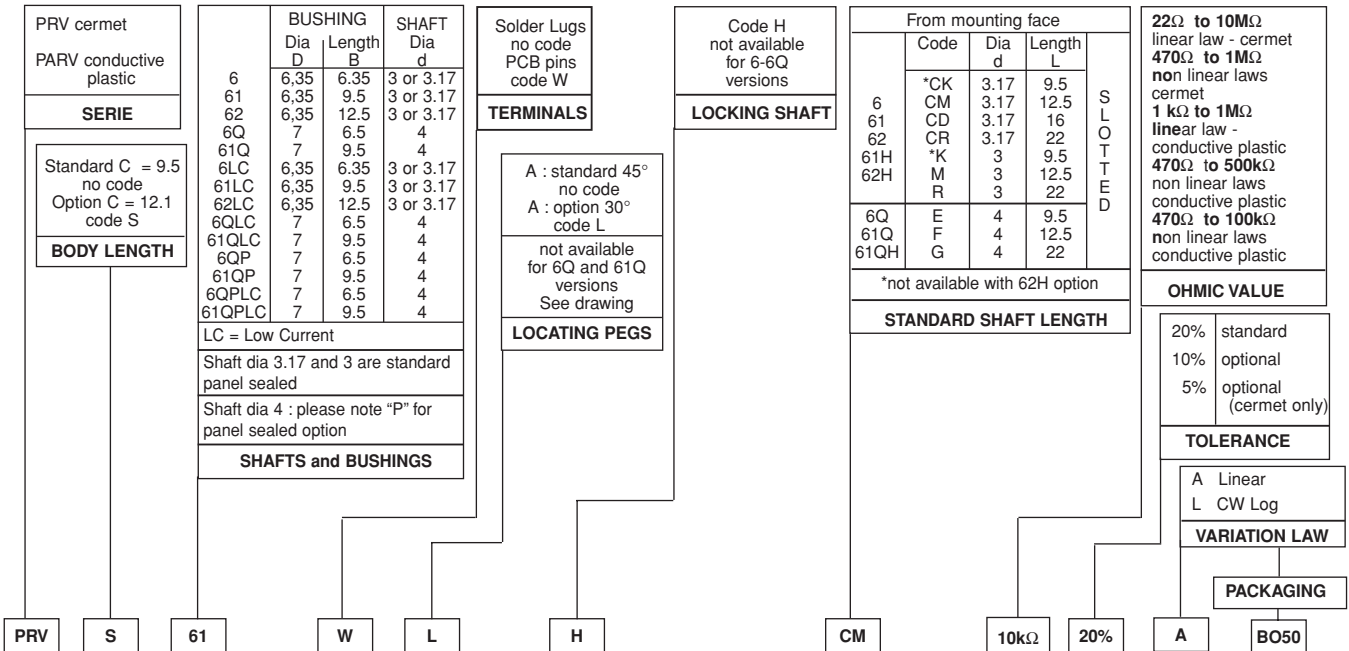 PRV cermet
PARV conductive
plastic
SERIE
Standard C = 9.5
no code
Option C = 12.1
code S
BODY LENGTH
BUSHING SHAFT
Dia Length Dia
D B d
6 6,35 6.35 3 or 3.17
61 6,35 9.5 3 or 3.17
62 6,35 12.5 3 or 3.17
6Q 7 6.5 4
61Q 7 9.5 4
6LC 6,35 6.35 3 or 3.17
61LC 6,35 9.5 3 or 3.17
62LC 6,35 12.5 3 or 3.17
6QLC 7 6.5 4
61QLC 7 9.5 4
6QP 7 6.5 4
61QP 7 9.5 4
6QPLC 7 6.5 4
61QPLC 7 9.5 4
LC = Low Current
Shaft dia 3.17 and 3 are standard
panel sealed
Shaft dia 4 : please note “P” for
panel sealed option
SHAFTS and BUSHINGS
Solder Lugs
no code
PCB pins
code W
TERMINALS
A : standard 45°
no code
A : option 30°
code L
not available
for 6Q and 61Q
versions
See drawing
LOCATING PEGS
Code H
not available
for 6-6Q
versions
LOCKING SHAFT
From mounting face
Code Dia Length
d L
*CK 3.17 9.5
6 CM 3.17 12.5
61 CD 3.17 16
62 CR 3.17 22
61H *K 3 9.5
62H M 3 12.5
R 3 22
6Q E 4 9.5
61Q F 4 12.5
61QH G 4 22
SLOTTED
*not available with 62H option
STANDARD SHAFT LENGTH
22Ω to 10MΩ
linear law - cermet
470Ω to 1MΩ
non linear laws
cermet
1 kΩ to 1MΩ
linear law -
conductive plastic
470Ω to 500kΩ
non linear laws
conductive plastic
470Ω to 100kΩ
non linear laws
conductive plastic
OHMIC VALUE
20% standard
10% optional
5% optional
(cermet only)
TOLERANCE
A Linear
L CW Log
VARIATION LAW
PACKAGING
PRV S 61 W L H CM 10kΩ 20% A BO50